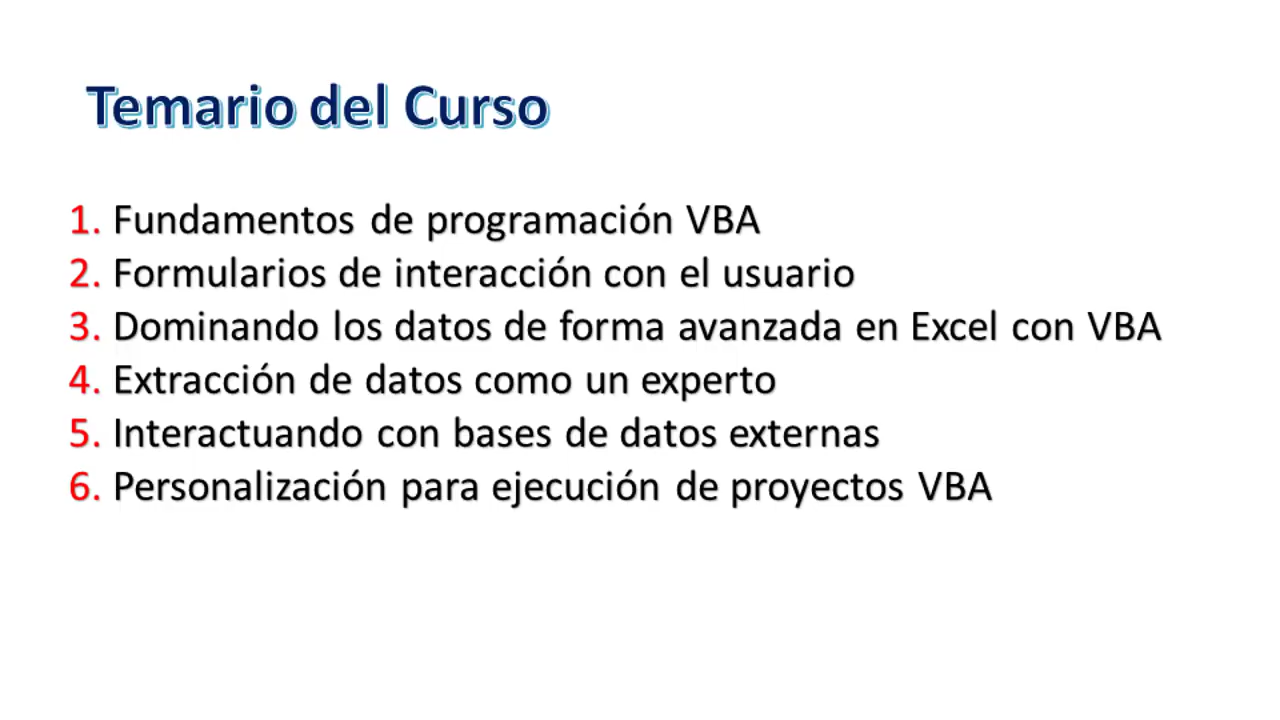 Temario del Curso
1. Fundamentos de programación VBA
2. Formularios de interacción con el usuario
3. Dominando los datos de forma avanzada en Excel con VBA
4. Extracción de datos como un experto
5. Interactuando con bases de datos externas
6. Personalización para ejecución de proyectos VBA